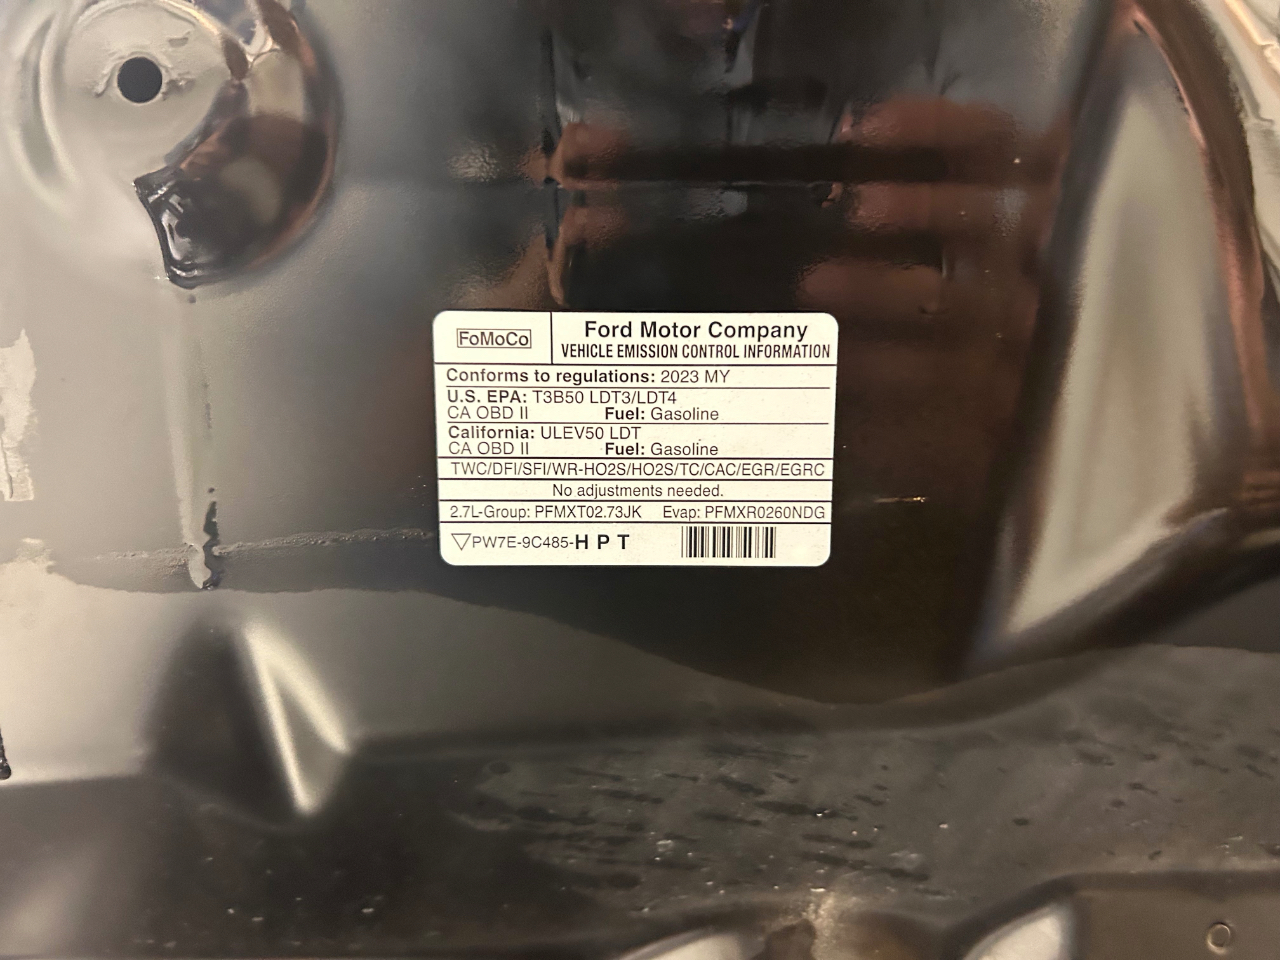 FoMoCo
Ford Motor Company
VEHICLE EMISSION CONTROL INFORMATION
Conforms to regulations: 2023 MY
U.S. EPA: T3B50 LDT3/LDT4
CA OBD II Fuel: Gasoline
California: ULEV50 LDT
CA OBD II Fuel: Gasoline
TWC/DFI/SFI/WR-HO2S/HO2S/TC/CAC/EGR/EGRC
No adjustments needed.
2.7L-Group: PFMXT02.73JK Evap: PFMXR0260NDG
PW7E-9C485-H P T